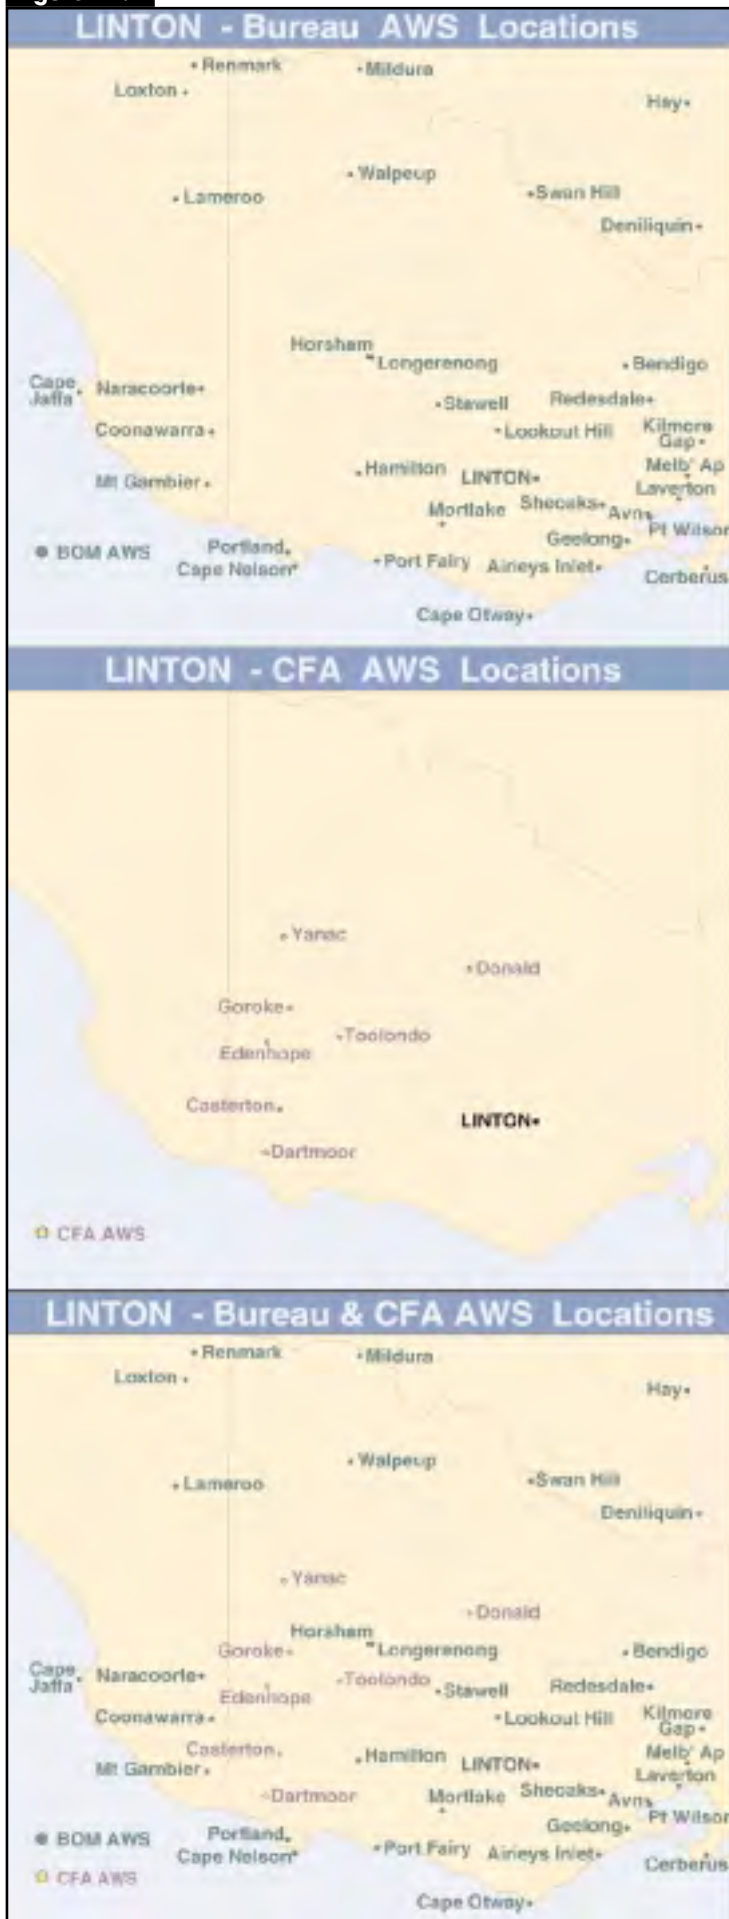 LINTON - Bureau AWS Locations
Renmark
Mildura
Loxton
Hay
Walpeup
Lameroo
Swan Hill
Deniliquin
Horsham
Longerenong
Bendigo
Cape
Jaffa
Naracoorte
Stawell
Redesdale
Coonawarra
Lookout Hill
Kilmore
Gap
Hamilton
LINTON
Melb' Ap
Mt Gambier
Laverton
Mortlake
Sheoaks
Avn
Pt Wilson
BOM AWS
Portland
Geelong
Cape Nelson
Port Fairy
Aireys Inlet
Cerberus
Cape Otway
LINTON - CFA AWS Locations
Yanac
Donald
Goroke
Toolondo
Edenhope
Casterton
LINTON
Dartmoor
CFA AWS
LINTON - Bureau & CFA AWS Locations
Renmark
Mildura
Loxton
Hay
Walpeup
Lameroo
Swan Hill
Deniliquin
Yanac
Donald
Horsham
Goroke
Longerenong
Bendigo
Cape
Jaffa
Naracoorte
Toolondo
Stawell
Redesdale
Edenhope
Coonawarra
Lookout Hill
Kilmore
Gap
Casterton
Hamilton
LINTON
Melb' Ap
Mt Gambier
Laverton
Dartmoor
Mortlake
Sheoaks
Avn
Pt Wilson
BOM AWS
Portland
Geelong
Cape Nelson
Port Fairy
Aireys Inlet
Cerberus
CFA AWS
Cape Otway